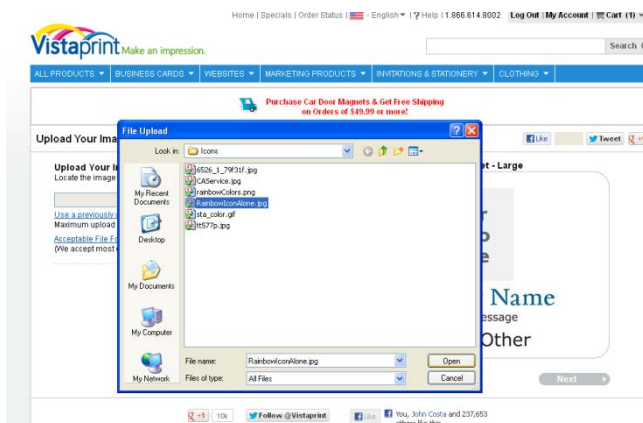 Home | Specials | Order Status | - English | ? Help | 1.866.614.8002 Log Out | My Account | Cart (1)
Vistaprint Make an impression.
Search
ALL PRODUCTS BUSINESS CARDS WEBSITES MARKETING PRODUCTS INVITATIONS & STATIONERY CLOTHING
Purchase Car Door Magnets & Get Free Shipping
on Orders of $49.99 or more!
Upload Your Ima
Like Tweet
File Upload
Look in: Icons
6526_1_79f31f.jpg
CAService.jpg
rainbowColors.png
RainbowIconAlone.jpg
sta_color.gif
tt577p.jpg
My Recent
Documents
Desktop
My Documents
My Computer
My Network
File name: RainbowIconAlone.jpg Open
Files of type: All Files Cancel
Upload Your I
Locate the image
Use a previously
Maximum upload
Acceptable File Fo
(We accept most
et - Large
Name
essage
Other
Next
+1 10k Follow @Vistaprint Like You, John Costa and 237,653
others like this.